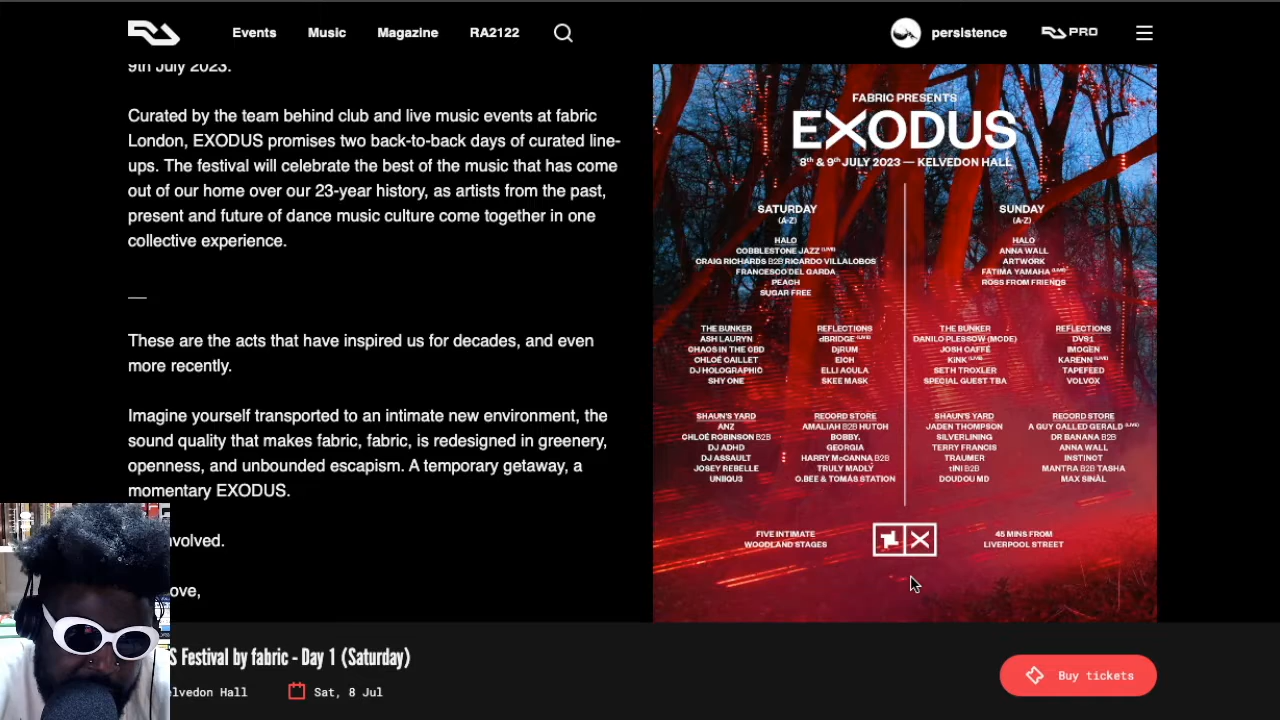 Events Music Magazine RA2122
persistence
PRO
9th July 2023.
Curated by the team behind club and live music events at fabric
London, EXODUS promises two back-to-back days of curated line-
ups. The festival will celebrate the best of the music that has come
out of our home over our 23-year history, as artists from the past,
present and future of dance music culture come together in one
collective experience.
—
These are the acts that have inspired us for decades, and even
more recently.
Imagine yourself transported to an intimate new environment, the
sound quality that makes fabric, fabric, is redesigned in greenery,
openness, and unbounded escapism. A temporary getaway, a
momentary EXODUS.
nvolved.
ove,
FABRIC PRESENTS
EXODUS
8th & 9th JULY 2023 — KELVEDON HALL
SATURDAY
(A-Z)
HALO
COBBLESTONE JAZZ (LIVE)
CRAIG RICHARDS B2B RICARDO VILLALOBOS
FRANCESCO DEL GARDA
PEACH
SUGAR FREE
THE BUNKER
ASH LAURYN
CHAOS IN THE CBD
CHLOÉ CAILLET
DJ HOLOGRAPHIC
SHY ONE
REFLECTIONS
dBRIDGE (LIVE)
DjRUM
EICH
ELLI ACULA
SKEE MASK
SHAUN'S YARD
ANZ
CHLOÉ ROBINSON B2B
DJ ADHD
DJ ASSAULT
JOSEY REBELLE
UNIIQU3
RECORD STORE
AMALIAH B2B HUTCH
BOBBY.
GEORGIA
HARRY McCANNA B2B
TRULY MADLY
O.BEE & TOMÁS STATION
SUNDAY
(A-Z)
HALO
ANNA WALL
ARTWORK
FATIMA YAMAHA (LIVE)
ROSS FROM FRIENDS
THE BUNKER
DANILO PLESSOW (MCDE)
JOSH CAFFÉ
KiNK (LIVE)
SETH TROXLER
SPECIAL GUEST TBA
REFLECTIONS
DVS1
IMOGEN
KARENN (LIVE)
TAPEFEED
VOLVOX
SHAUN'S YARD
JADEN THOMPSON
SILVERLINING
TERRY FRANCIS
TRAUMER
tINI B2B
DOUDOU MD
RECORD STORE
A GUY CALLED GERALD (LIVE)
DR BANANA B2B
ANNA WALL
INSTINCT
MANTRA B2B TASHA
MAX SINÀL
FIVE INTIMATE
WOODLAND STAGES
45 MINS FROM
LIVERPOOL STREET
S Festival by fabric - Day 1 (Saturday)
elvedon Hall Sat, 8 Jul
Buy tickets